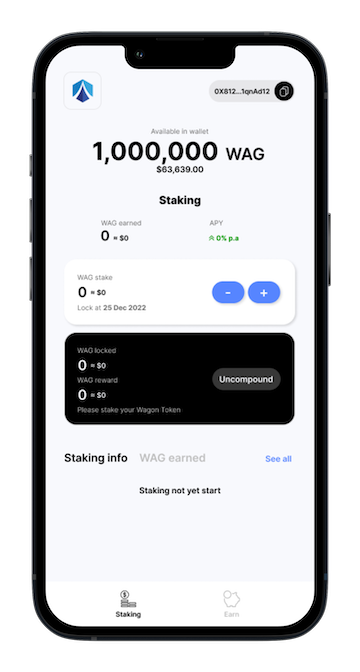 0X812...1qnAd12
Available in wallet
1,000,000 WAG
$63,639.00
Staking
WAG earned APY
0 ≈ $0 0% p.a
WAG stake
0 ≈ $0
- +
Lock at 25 Dec 2022
WAG locked
0 ≈ $0
WAG reward
Uncompound
0 ≈ $0
Please stake your Wagon Token
Staking info WAG earned See all
Staking not yet start
Staking Earn